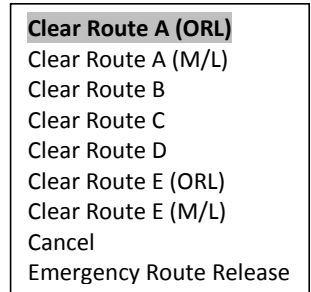 Clear Route A (ORL)
Clear Route A (M/L)
Clear Route B
Clear Route C
Clear Route D
Clear Route E (ORL)
Clear Route E (M/L)
Cancel
Emergency Route Release